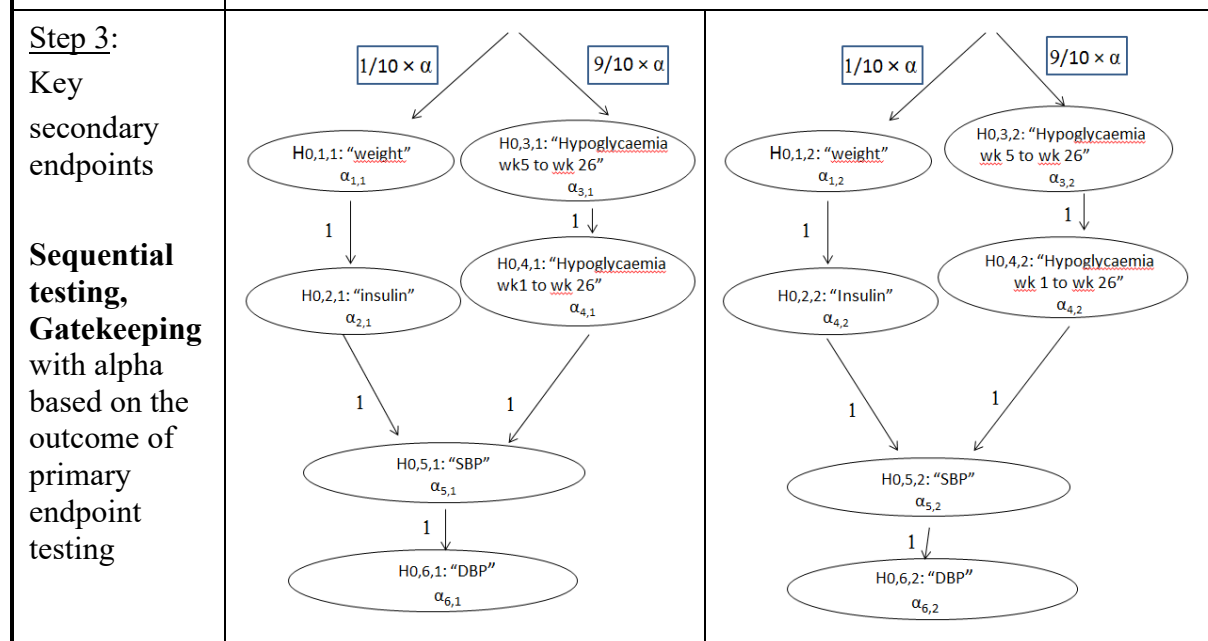 Step 3:
Key
secondary
endpoints
Sequential
testing,
Gatekeeping
with alpha
based on the
outcome of
primary
endpoint
testing
1/10 × α
9/10 × α
H0,1,1: “weight”
α1,1
H0,3,1: “Hypoglycaemia
wk5 to wk 26”
α3,1
1
1
H0,2,1: “insulin”
α2,1
H0,4,1: “Hypoglycaemia
wk1 to wk 26”
α4,1
1
1
H0,5,1: “SBP”
α5,1
1
H0,6,1: “DBP”
α6,1
1/10 × α
9/10 × α
H0,1,2: “weight”
α1,2
H0,3,2: “Hypoglycaemia
wk 5 to wk 26”
α3,2
1
1
H0,2,2: “Insulin”
α4,2
H0,4,2: “Hypoglycaemia
wk 1 to wk 26”
α4,2
1
1
H0,5,2: “SBP”
α5,2
1
H0,6,2: “DBP”
α6,2